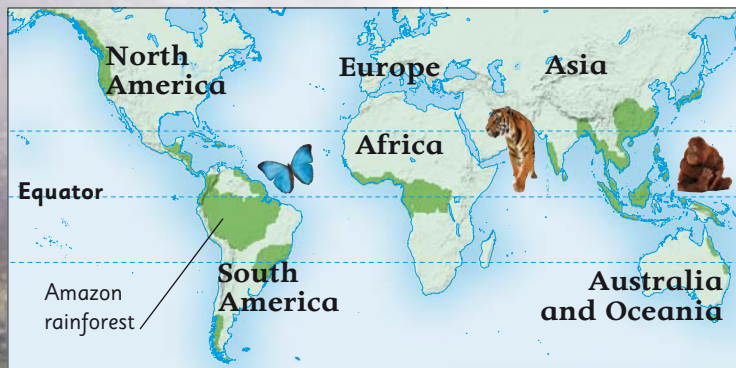 North
America
Europe
Asia
Africa
Equator
Amazon
rainforest
South
America
Australia
and Oceania